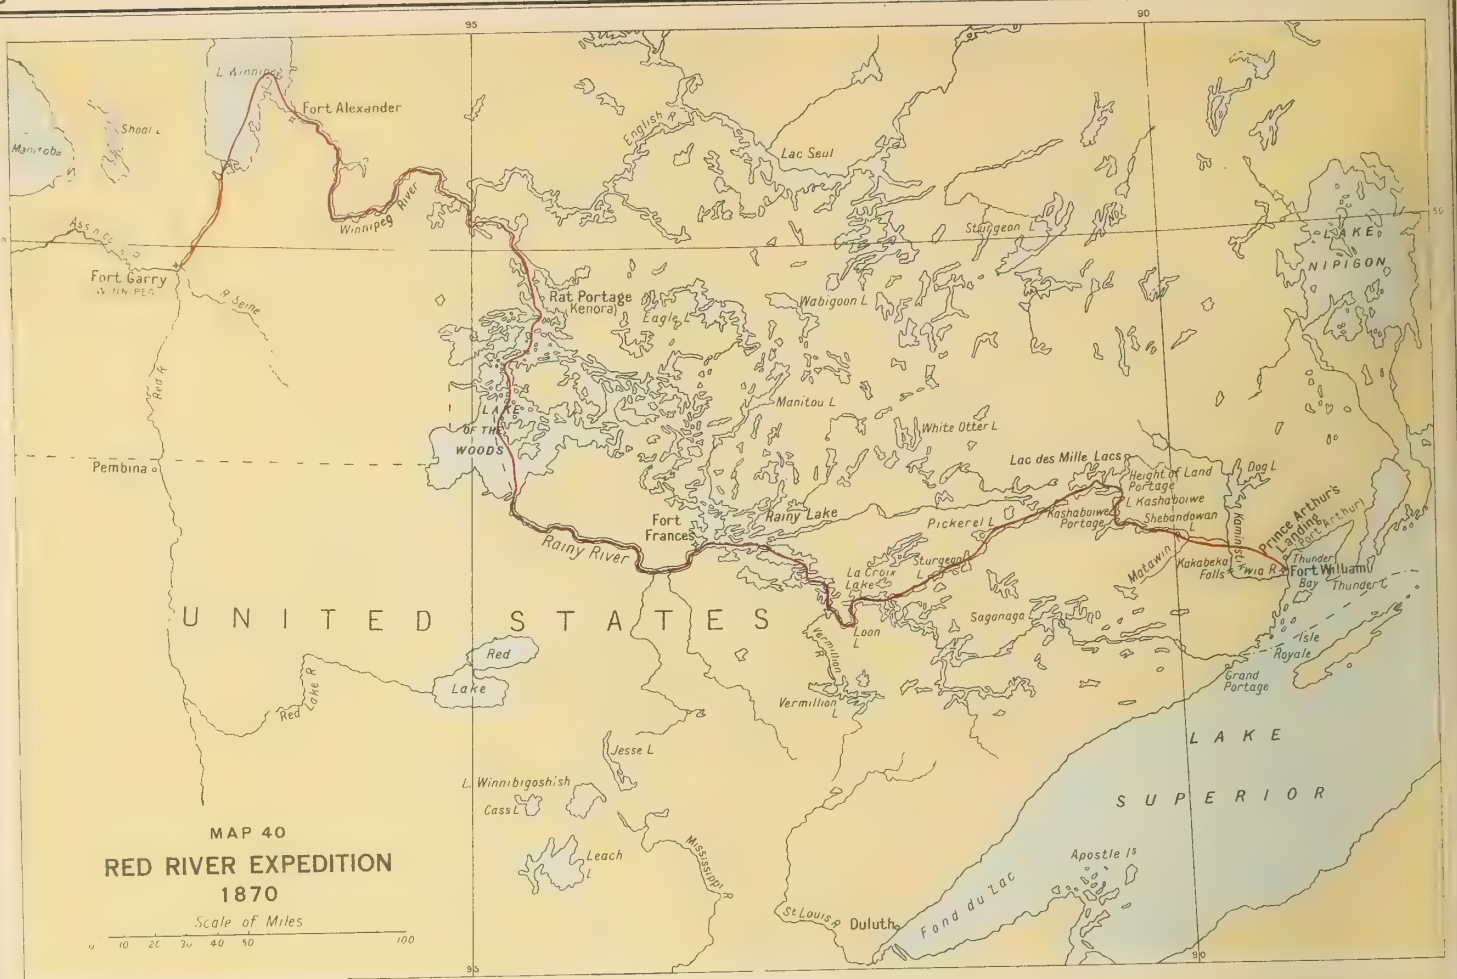 95
90
L Winnipeg
Fort Alexander
Shoal L
Manitoba
English R
Lac Seul
Winnipeg River
50
Sturgeon L
LAKE
NIPIGON
Fort Garry
R Seine
Rat Portage
(Kenora)
Eagle L
Wabigoon L
Red R
LAKE
OF THE
WOODS
Manitou L
White Otter L
Pembina
Lac des Mille Lacs
Height of Land
Portage
Dog L
L Kashaboiwe
Kashaboiwe
Portage
Shebandowan
L
Prince Arthur's
Landing
(Port Arthur)
Fort
Frances
Rainy Lake
Pickerel L
Rainy River
Sturgeon
L
La Croix
Lake
Matawin
Kakabeka
Falls
Kaministikwia R
Fort William
Thunder
Bay
Thunder C
UNITED STATES
Vermillion
R
Loon
L
Saganaga
Isle
Royale
Grand
Portage
Red
Lake
Red Lake R
Vermillion
L
LAKE
SUPERIOR
Jesse L
L. Winnibigoshish
Cass L
Leach
L
Mississippi R
Apostle Is
St Louis R
Duluth
Fond du Lac
MAP 40
RED RIVER EXPEDITION
1870
Scale of Miles
10 20 30 40 50 100
95
90